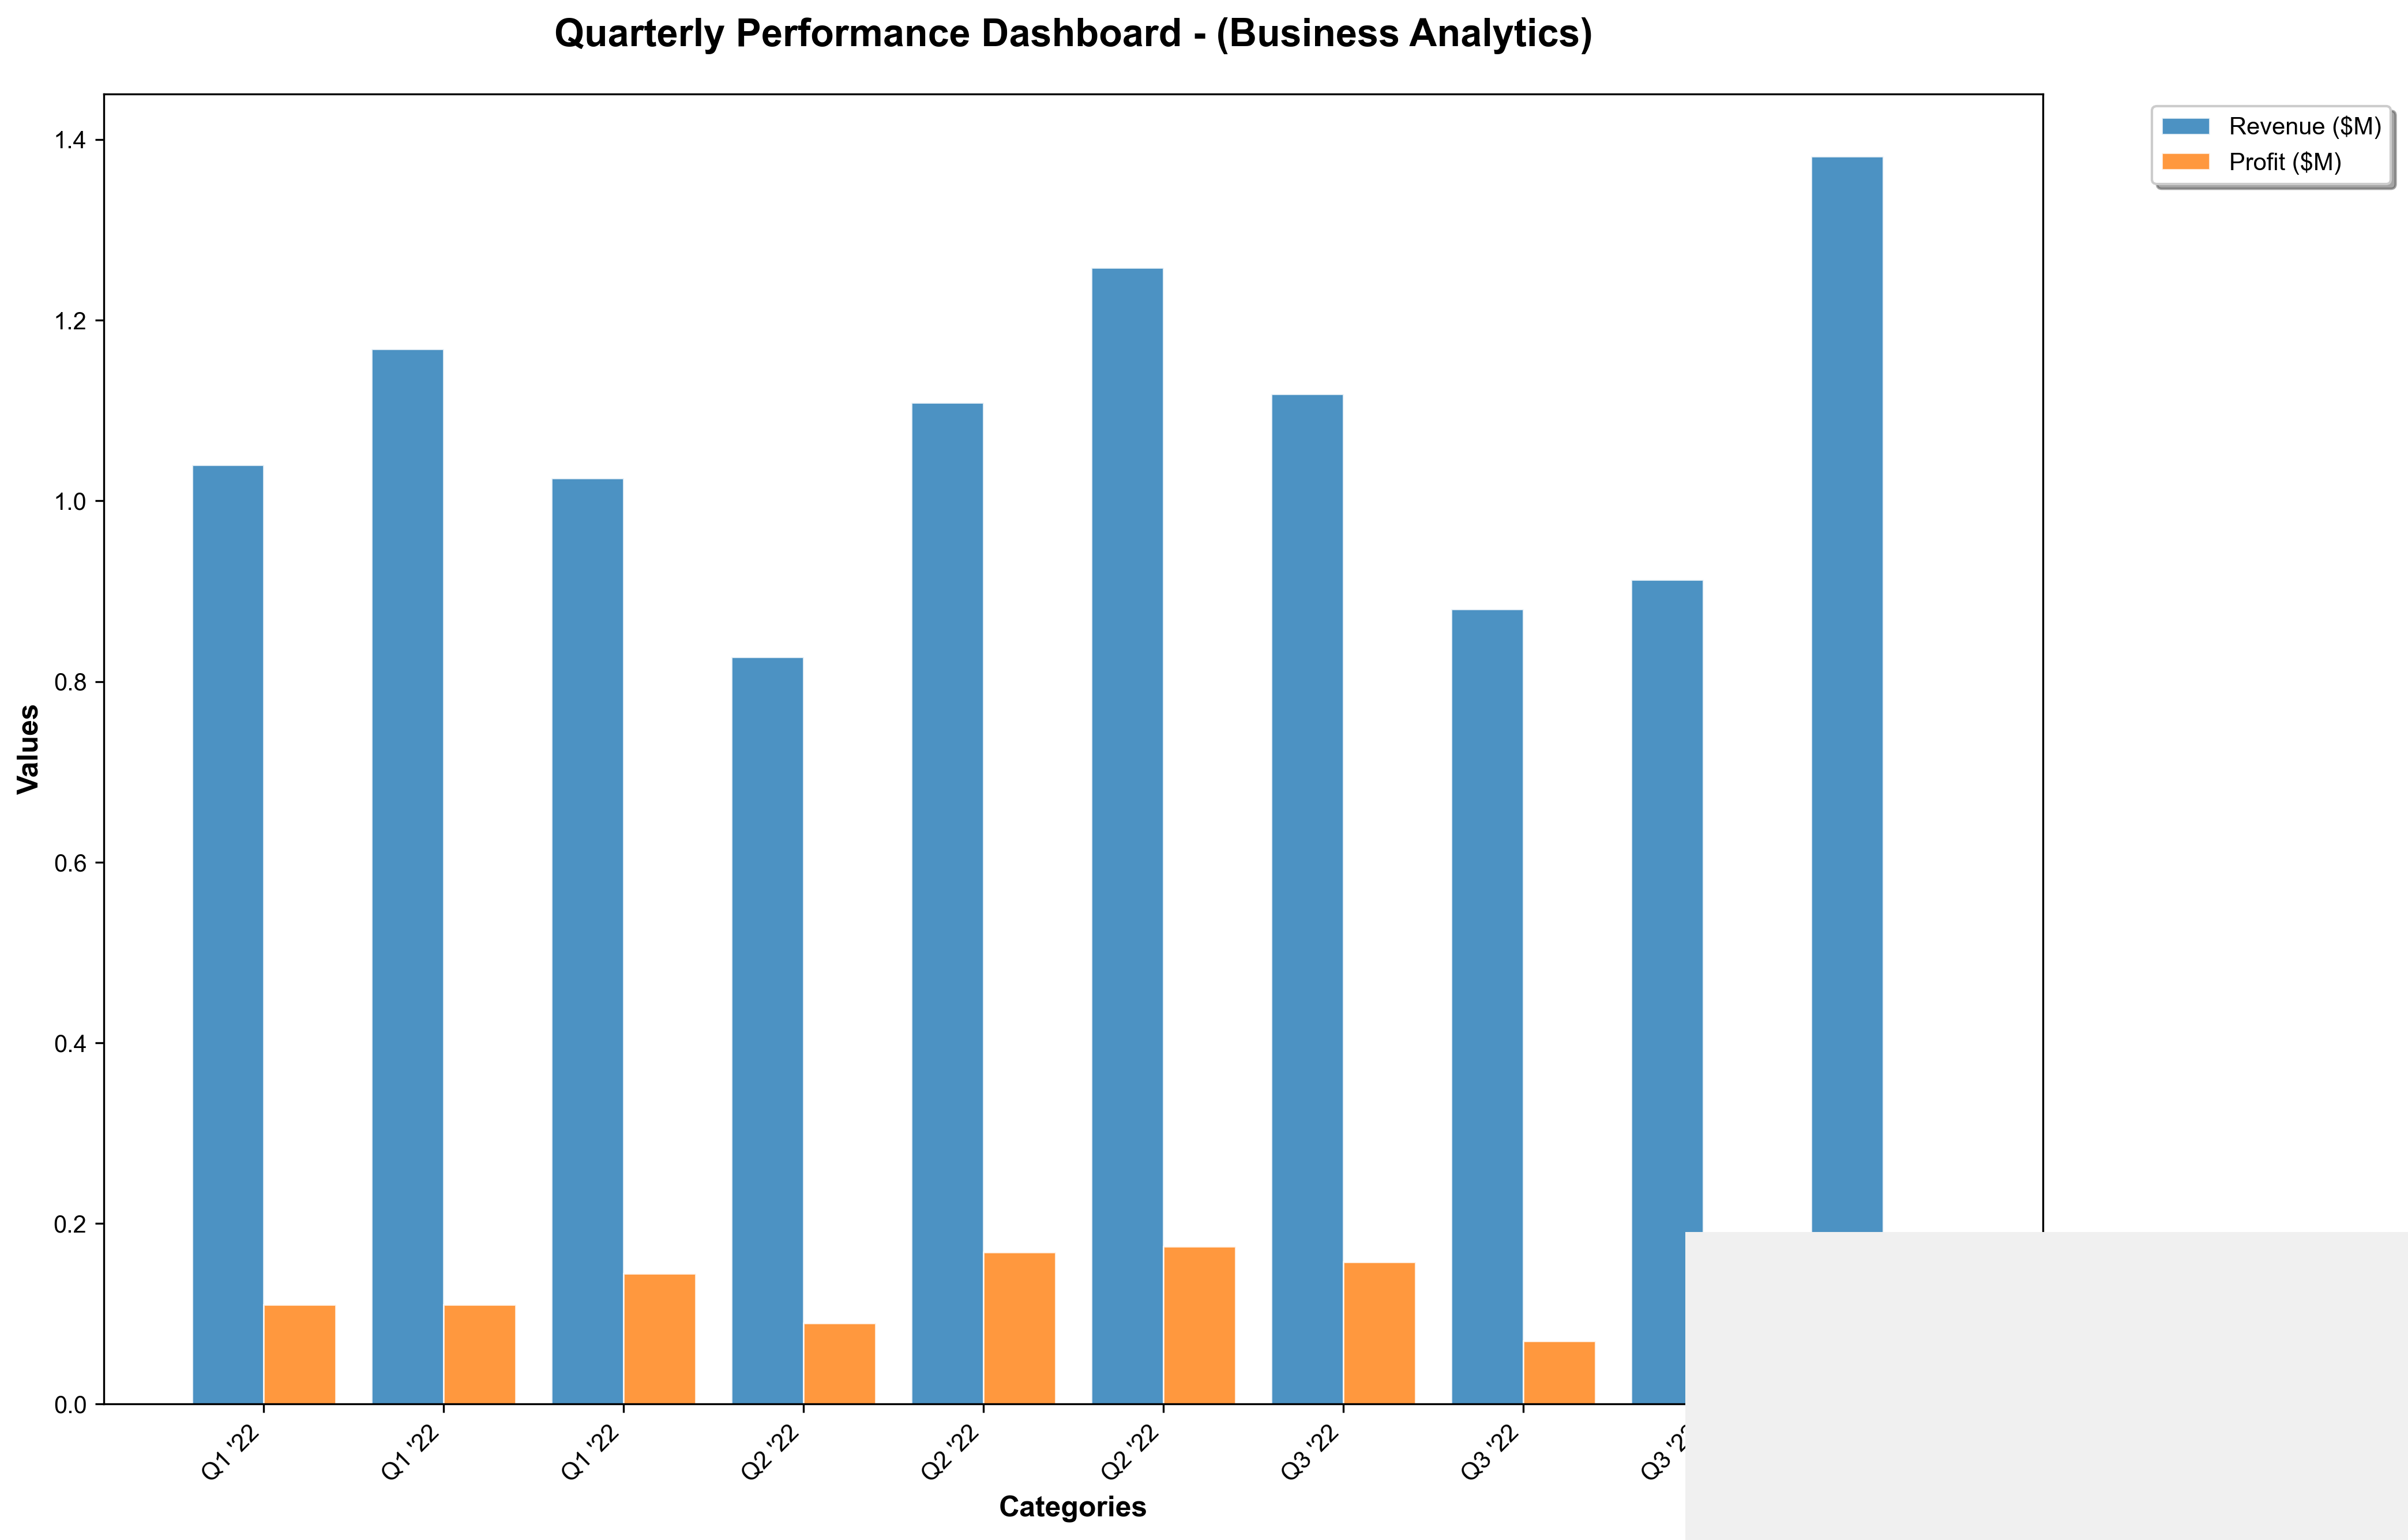 Quarterly Performance Dashboard - (Business Analytics)
Revenue ($M)
Profit ($M)
Values
1.4
1.2
1.0
0.8
0.6
0.4
0.2
0.0
Q1 '22
Q1 '22
Q1 '22
Q2 '22
Q2 '22
Q2 '22
Q3 '22
Q3 '22
Q3
Categories